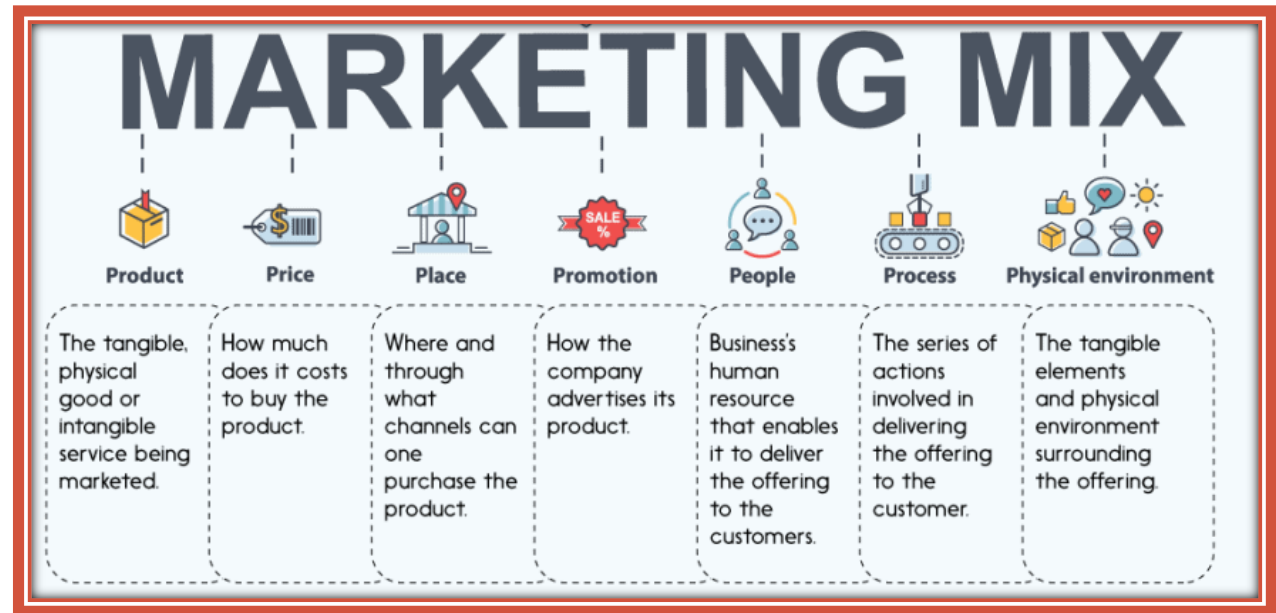 MARKETING MIX
SALE
%
Product
Price
Place
Promotion
People
Process
Physical environment
The tangible,
physical
good or
intangible
service being
marketed.
How much
does it costs
to buy the
product.
Where and
through
what
channels can
one
purchase the
product.
How the
company
advertises its
product.
Business's
human
resource
that enables
it to deliver
the offering
to the
customers.
The series of
actions
involved in
delivering
the offering
to the
customer.
The tangible
elements
and physical
environment
surrounding
the offering.